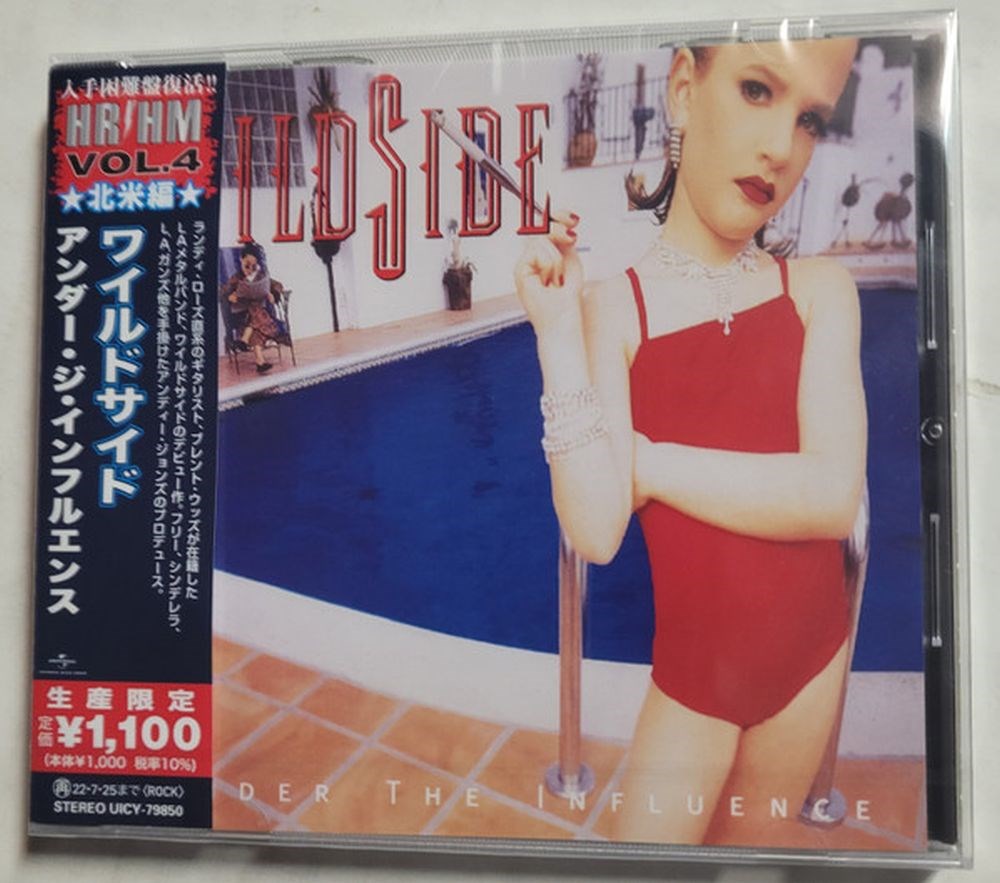 入手困難盤復活!!
HR/HM
VOL.4
★北米編★
ワイルドサイド
アンダー・ジ・インフルエンス
ランディ・ローズ直系のギタリスト、ブレント・ウッズが在籍した
LAメタルバンド、ワイルドサイドのデビュー作。フリー、シンデレラ、
L.A.ガンズ他を手掛けたアンディー・ジョンズのプロデュース。
UNIVERSAL
生産限定
定価 ¥1,100
(本体¥1,000 税率10%)
再 22・7・25まで〈ROCK〉
STEREO UICY-79850
ILDSIDE
DER THE INFLUENCE